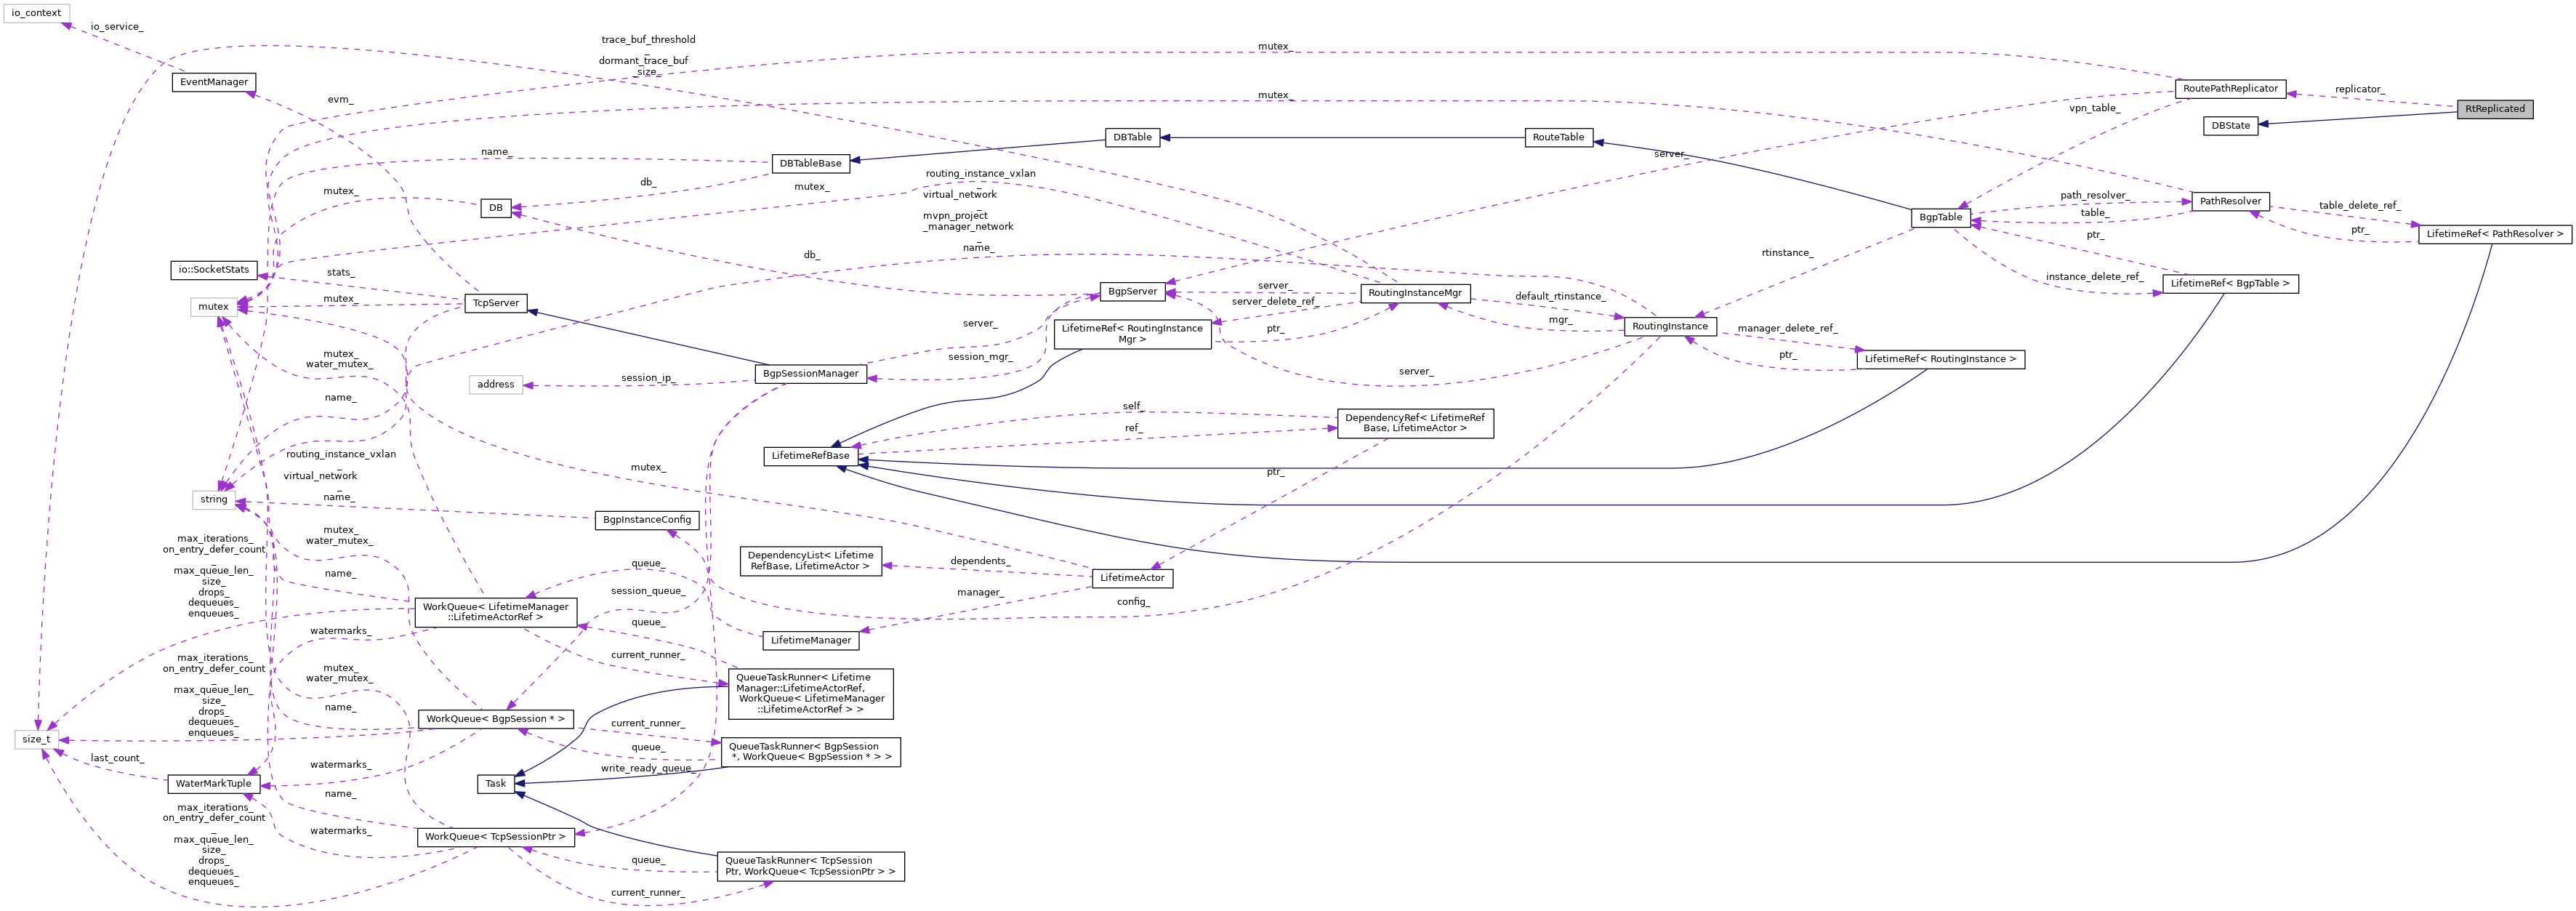 io_context
io_service_
trace_buf_threshold
_
dormant_trace_buf
_size_
mutex_
EventManager
RoutePathReplicator
replicator_
RtReplicated
evm_
mutex_
vpn_table_
DBState
DBTable
RouteTable
name_
DBTableBase
server_
routing_instance_vxlan
_
virtual_network
_
mvpn_project
_manager_network
_
name_
db_
mutex_
mutex_
DB
path_resolver_
PathResolver
table_delete_ref_
BgpTable
table_
ptr_
LifetimeRef< PathResolver >
ptr_
db_
rtinstance_
io::SocketStats
stats_
instance_delete_ref_
LifetimeRef< BgpTable >
mutex
mutex_
TcpServer
BgpServer
server_
RoutingInstanceMgr
default_rtinstance_
server_delete_ref_
server_
LifetimeRef< RoutingInstance
Mgr >
ptr_
mgr_
RoutingInstance
manager_delete_ref_
mutex_
water_mutex_
session_mgr_
ptr_
LifetimeRef< RoutingInstance >
address
session_ip_
BgpSessionManager
server_
name_
self_
DependencyRef< LifetimeRef
Base, LifetimeActor >
ref_
LifetimeRefBase
routing_instance_vxlan
_
virtual_network
_
name_
mutex_
ptr_
string
BgpInstanceConfig
mutex_
water_mutex_
max_iterations_
on_entry_defer_count
_
max_queue_len_
size_
drops_
dequeues_
enqueues_
DependencyList< Lifetime
RefBase, LifetimeActor >
dependents_
LifetimeActor
name_
queue_
session_queue_
manager_
config_
WorkQueue< LifetimeManager
::LifetimeActorRef >
queue_
watermarks_
LifetimeManager
max_iterations_
on_entry_defer_count
_
max_queue_len_
size_
drops_
dequeues_
enqueues_
mutex_
water_mutex_
current_runner_
QueueTaskRunner< Lifetime
Manager::LifetimeActorRef,
WorkQueue< LifetimeManager
::LifetimeActorRef > >
name_
WorkQueue< BgpSession * >
current_runner_
size_t
queue_
QueueTaskRunner< BgpSession
*, WorkQueue< BgpSession * > >
last_count_
watermarks_
write_ready_queue_
WaterMarkTuple
Task
name_
max_iterations_
on_entry_defer_count
_
max_queue_len_
size_
drops_
dequeues_
enqueues_
watermarks_
WorkQueue< TcpSessionPtr >
queue_
QueueTaskRunner< TcpSession
Ptr, WorkQueue< TcpSessionPtr > >
current_runner_